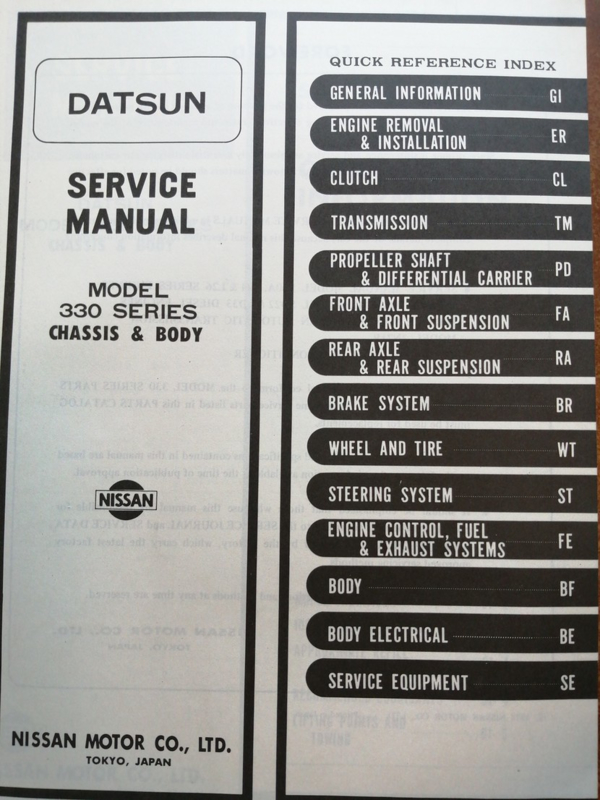 DATSUN
SERVICE
MANUAL
MODEL
330 SERIES
CHASSIS & BODY
NISSAN
NISSAN MOTOR CO., LTD.
TOKYO, JAPAN
QUICK REFERENCE INDEX
GENERAL INFORMATION GI
ENGINE REMOVAL
& INSTALLATION ER
CLUTCH CL
TRANSMISSION TM
PROPELLER SHAFT
& DIFFERENTIAL CARRIER PD
FRONT AXLE
& FRONT SUSPENSION FA
REAR AXLE
& REAR SUSPENSION RA
BRAKE SYSTEM BR
WHEEL AND TIRE WT
STEERING SYSTEM ST
ENGINE CONTROL, FUEL
& EXHAUST SYSTEMS FE
BODY BF
BODY ELECTRICAL BE
SERVICE EQUIPMENT SE